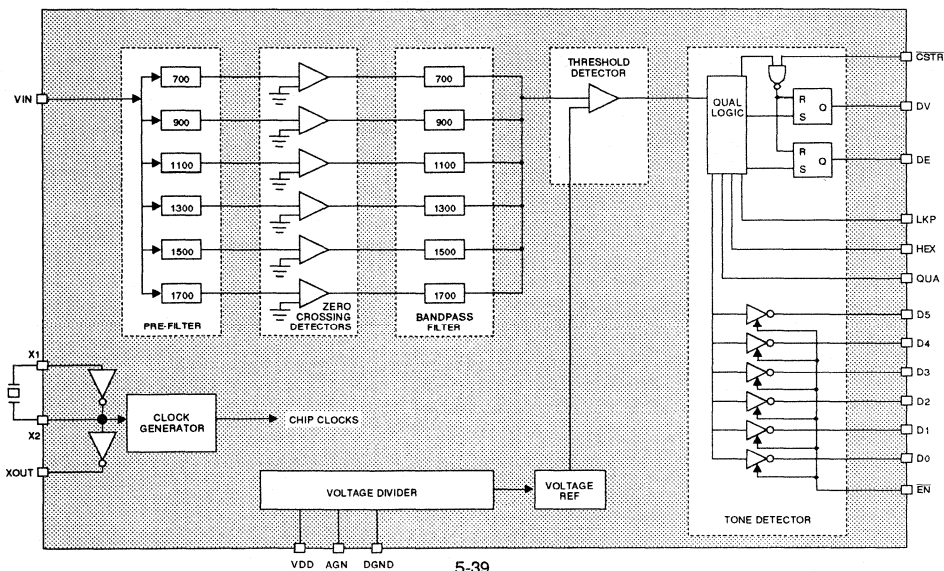 VIN
700
900
1100
1300
1500
1700
PRE-FILTER
ZERO
CROSSING
DETECTORS
700
900
1100
1300
1500
1700
BANDPASS
FILTER
THRESHOLD
DETECTOR
QUAL
LOGIC
R
S
Q
R
S
Q
TONE DETECTOR
CSTR
DV
DE
LKP
HEX
QUA
D5
D4
D3
D2
D1
D0
EN
X1
X2
XOUT
CLOCK
GENERATOR
CHIP CLOCKS
VOLTAGE DIVIDER
VOLTAGE
REF
VDD AGN DGND
5-39